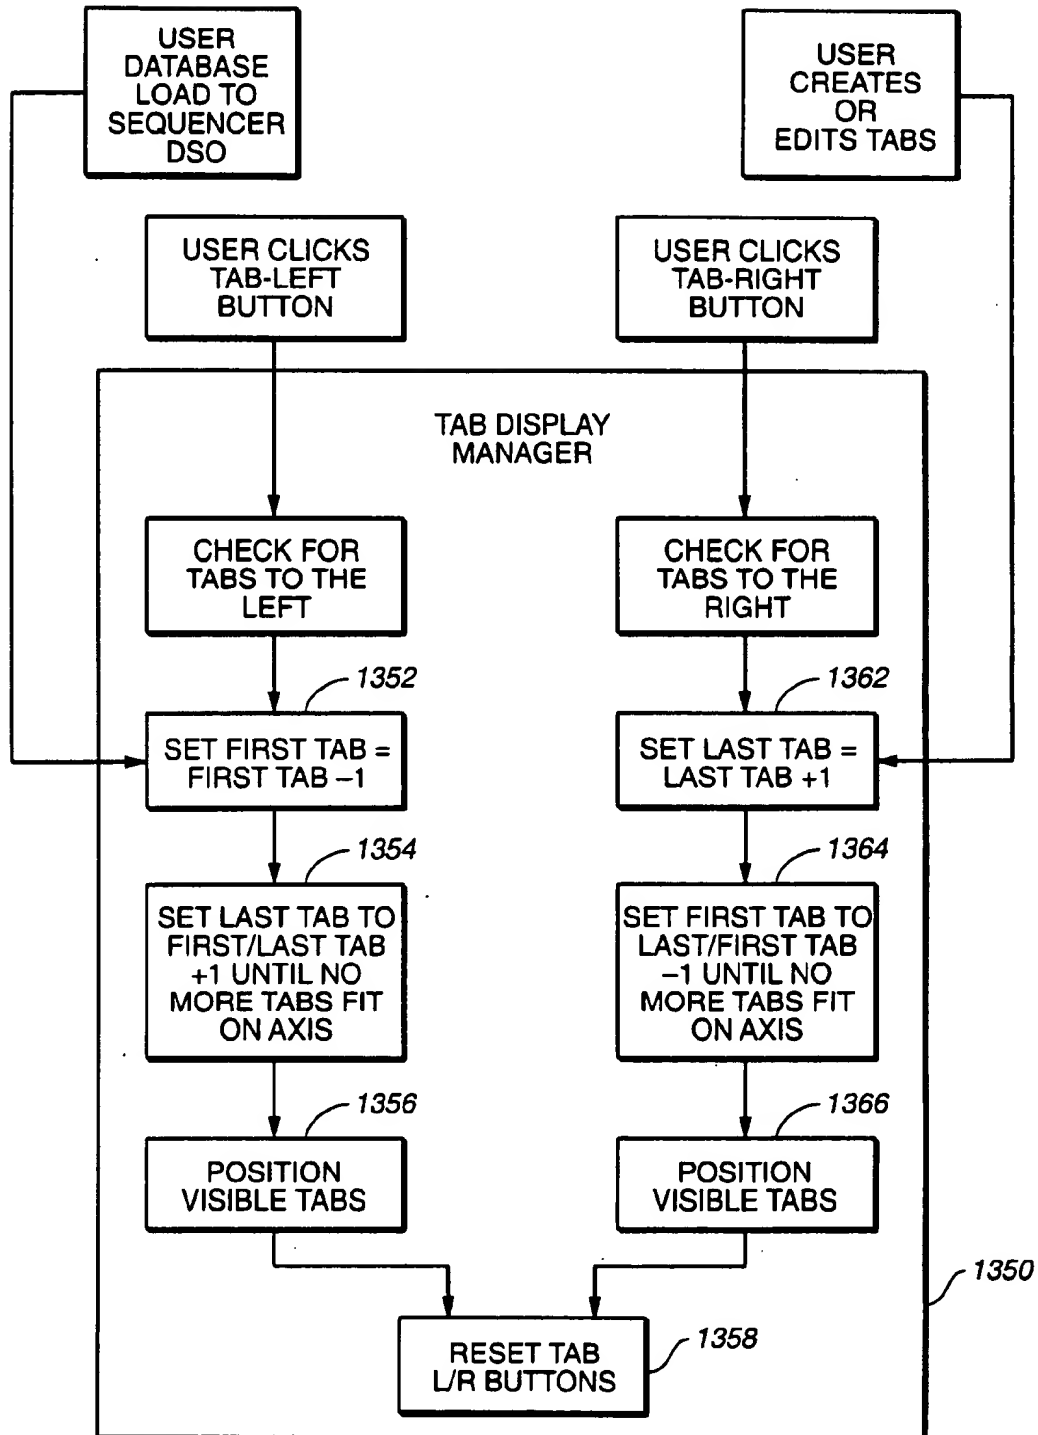 USER
DATABASE
LOAD TO
SEQUENCER
DSO
USER
CREATES
OR
EDITS TABS
USER CLICKS
TAB-LEFT
BUTTON
USER CLICKS
TAB-RIGHT
BUTTON
TAB DISPLAY
MANAGER
CHECK FOR
TABS TO THE
LEFT
CHECK FOR
TABS TO THE
RIGHT
1352
SET FIRST TAB =
FIRST TAB –1
1362
SET LAST TAB =
LAST TAB +1
1354
SET LAST TAB TO
FIRST/LAST TAB
+1 UNTIL NO
MORE TABS FIT
ON AXIS
1364
SET FIRST TAB TO
LAST/FIRST TAB
–1 UNTIL NO
MORE TABS FIT
ON AXIS
1356
POSITION
VISIBLE TABS
1366
POSITION
VISIBLE TABS
1350
1358
RESET TAB
L/R BUTTONS